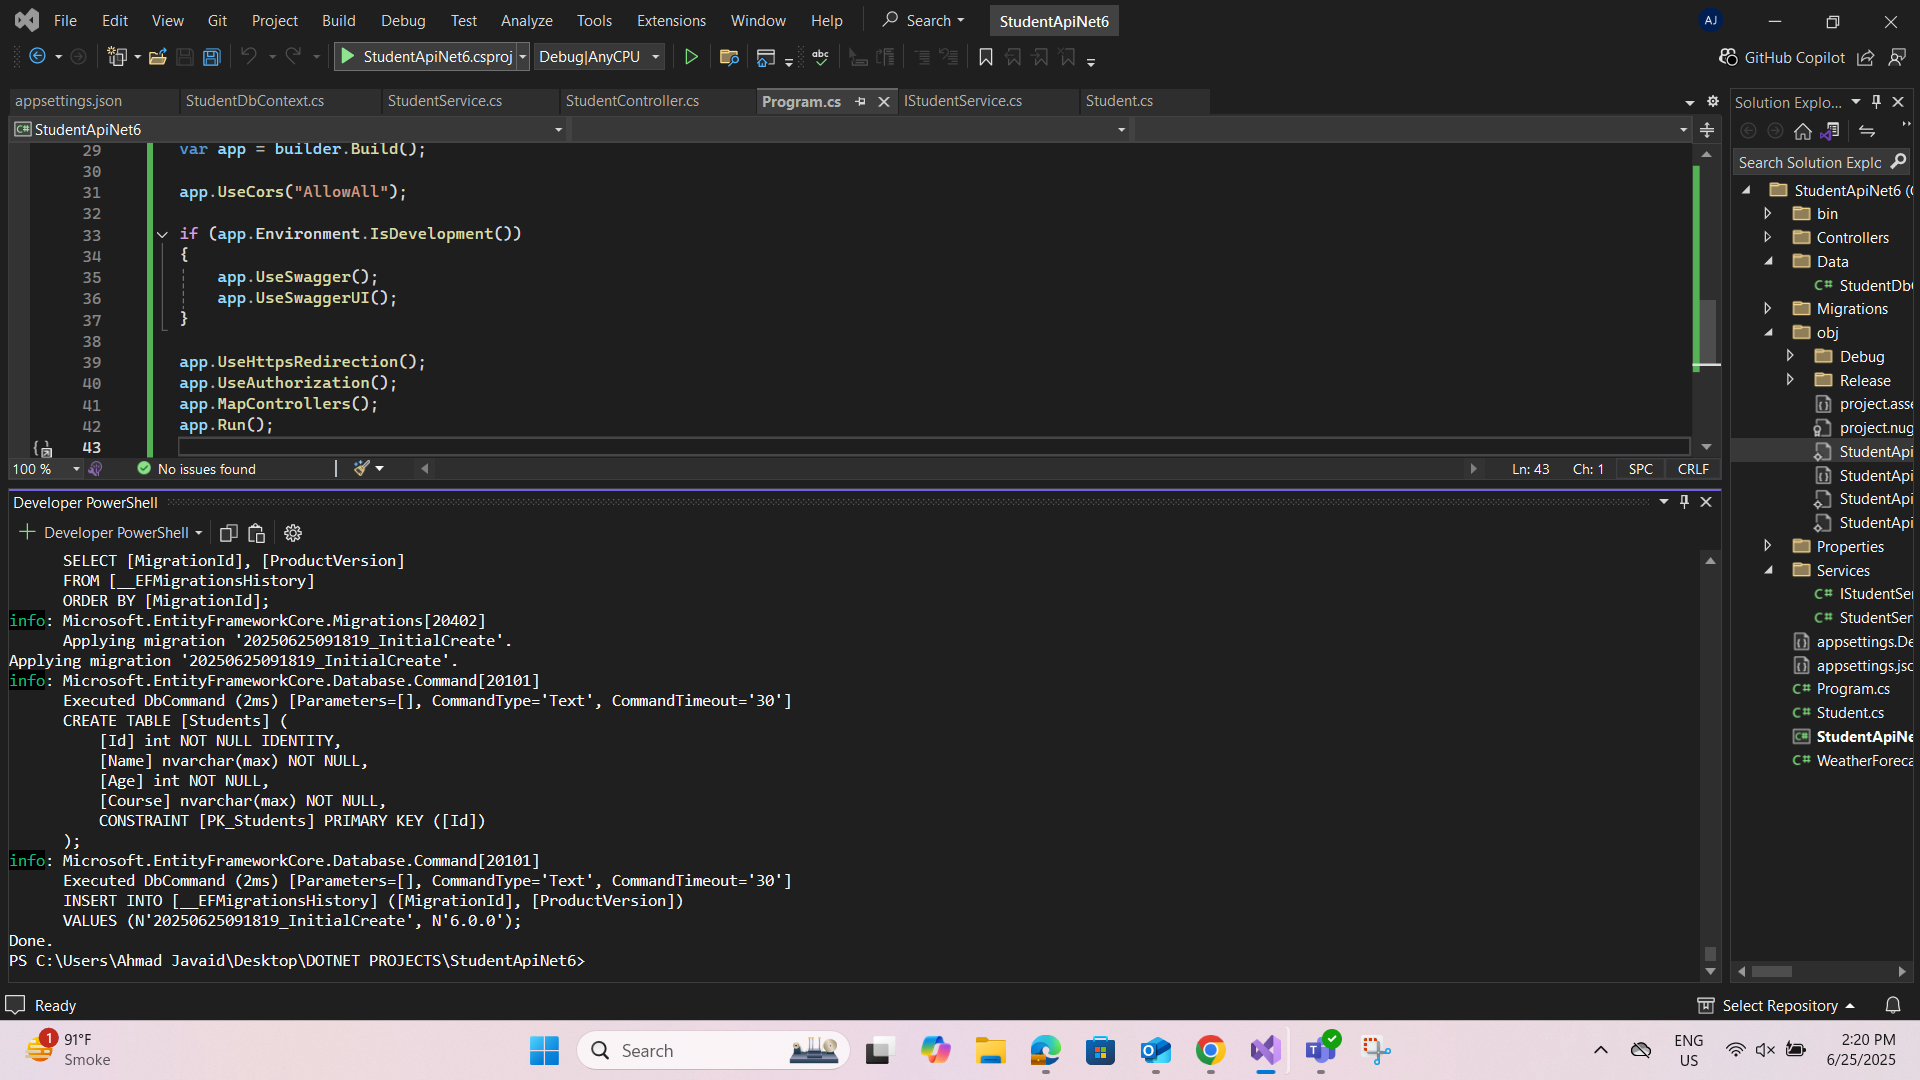 File Edit View Git Project Build Debug Test Analyze Tools Extensions Window Help Search StudentApiNet6 AJ
StudentApiNet6.csproj Debug|AnyCPU abc GitHub Copilot
appsettings.json StudentDbContext.cs StudentService.cs StudentController.cs Program.cs IStudentService.cs Student.cs
C# StudentApiNet6
29 var app = builder.Build();
30
31 app.UseCors("AllowAll");
32
33 if (app.Environment.IsDevelopment())
34 {
35 app.UseSwagger();
36 app.UseSwaggerUI();
37 }
38
39 app.UseHttpsRedirection();
40 app.UseAuthorization();
41 app.MapControllers();
42 app.Run();
43
100 % No issues found Ln: 43 Ch: 1 SPC CRLF
Developer PowerShell
Developer PowerShell
SELECT [MigrationId], [ProductVersion]
FROM [__EFMigrationsHistory]
ORDER BY [MigrationId];
info: Microsoft.EntityFrameworkCore.Migrations[20402]
Applying migration '20250625091819_InitialCreate'.
Applying migration '20250625091819_InitialCreate'.
info: Microsoft.EntityFrameworkCore.Database.Command[20101]
Executed DbCommand (2ms) [Parameters=[], CommandType='Text', CommandTimeout='30']
CREATE TABLE [Students] (
[Id] int NOT NULL IDENTITY,
[Name] nvarchar(max) NOT NULL,
[Age] int NOT NULL,
[Course] nvarchar(max) NOT NULL,
CONSTRAINT [PK_Students] PRIMARY KEY ([Id])
);
info: Microsoft.EntityFrameworkCore.Database.Command[20101]
Executed DbCommand (2ms) [Parameters=[], CommandType='Text', CommandTimeout='30']
INSERT INTO [__EFMigrationsHistory] ([MigrationId], [ProductVersion])
VALUES (N'20250625091819_InitialCreate', N'6.0.0');
Done.
PS C:\Users\Ahmad Javaid\Desktop\DOTNET PROJECTS\StudentApiNet6>
Solution Explo...
Search Solution Explo
StudentApiNet6 (
bin
Controllers
Data
C# StudentDb
Migrations
obj
Debug
Release
project.asse
project.nug
StudentApi
StudentApi
StudentApi
StudentApi
Properties
Services
C# IStudentSer
C# StudentSer
appsettings.De
appsettings.jso
C# Program.cs
C# Student.cs
C# StudentApiNe
C# WeatherForeca
Ready Select Repository
1 91°F
Smoke
Search
ENG
US
2:20 PM
6/25/2025